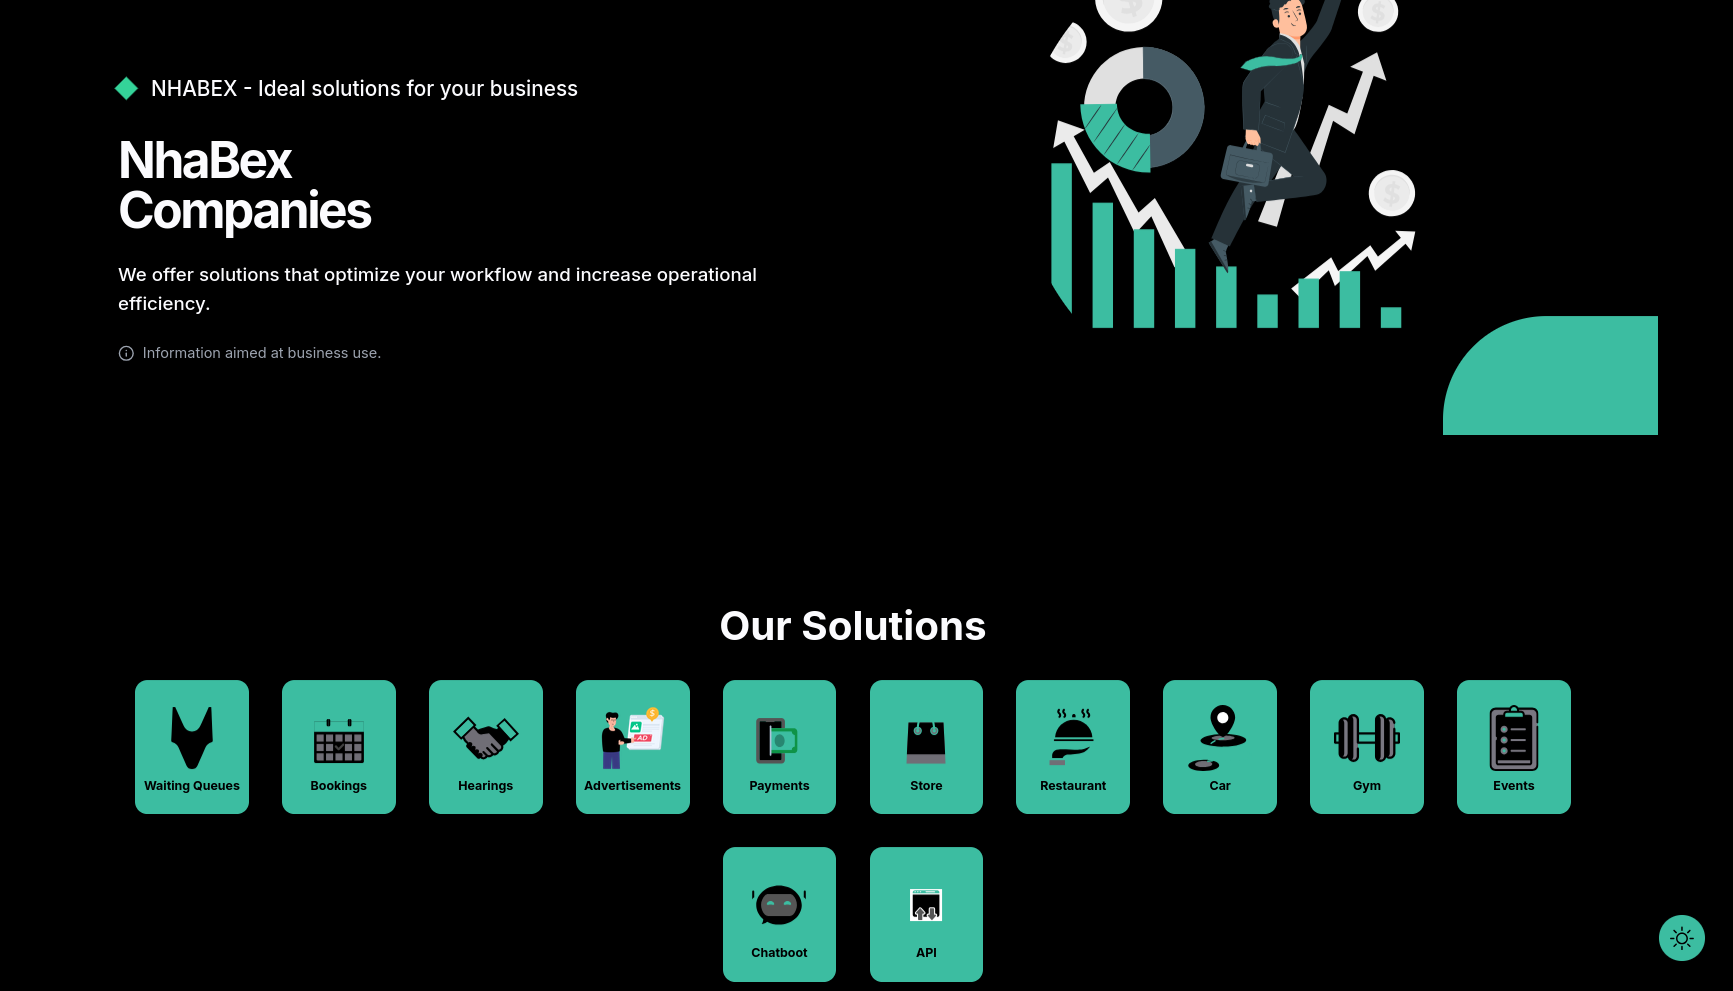 NHABEX - Ideal solutions for your business
NhaBex
Companies
We offer solutions that optimize your workflow and increase operational
efficiency.
Information aimed at business use.
Our Solutions
AD
Waiting Queues
Bookings
Hearings
Advertisements
Payments
Store
Restaurant
Car
Gym
Events
Chatboot
API